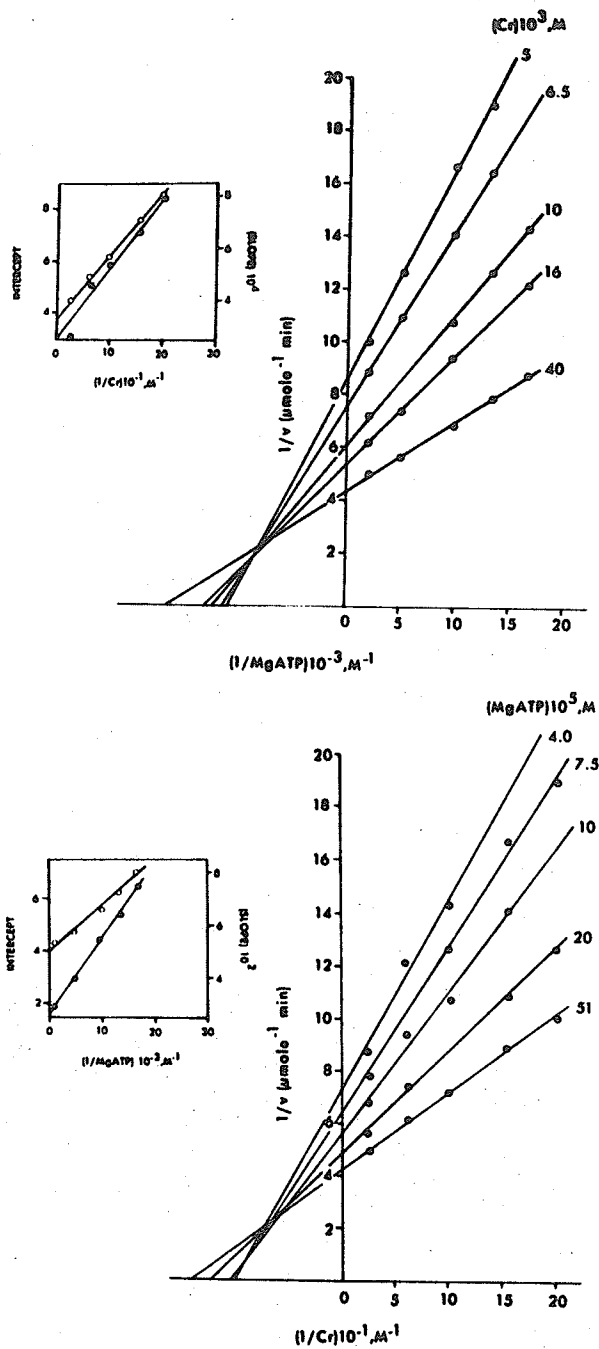 (Cr)10³,M
5
20
6.5
18
16
10
14
16
12
10
40
8
6
4
2
1/v (µmole⁻¹ min)
0 5 10 15 20
(1/MgATP)10⁻³,M⁻¹
8 8
6 6
4 4
INTERCEPT
(SLOPE) 10⁴
0 10 20 30
(1/Cr)10⁻¹,M⁻¹
(MgATP)10⁵,M
4.0
20
7.5
18
10
16
14
20
12
51
10
8
6
4
2
1/v (µmole⁻¹ min)
0 5 10 15 20
(1/Cr)10⁻¹,M⁻¹
8
6 6
4 4
2
INTERCEPT
(SLOPE) 10²
0 10 20 30
(1/MgATP) 10⁻³,M⁻¹